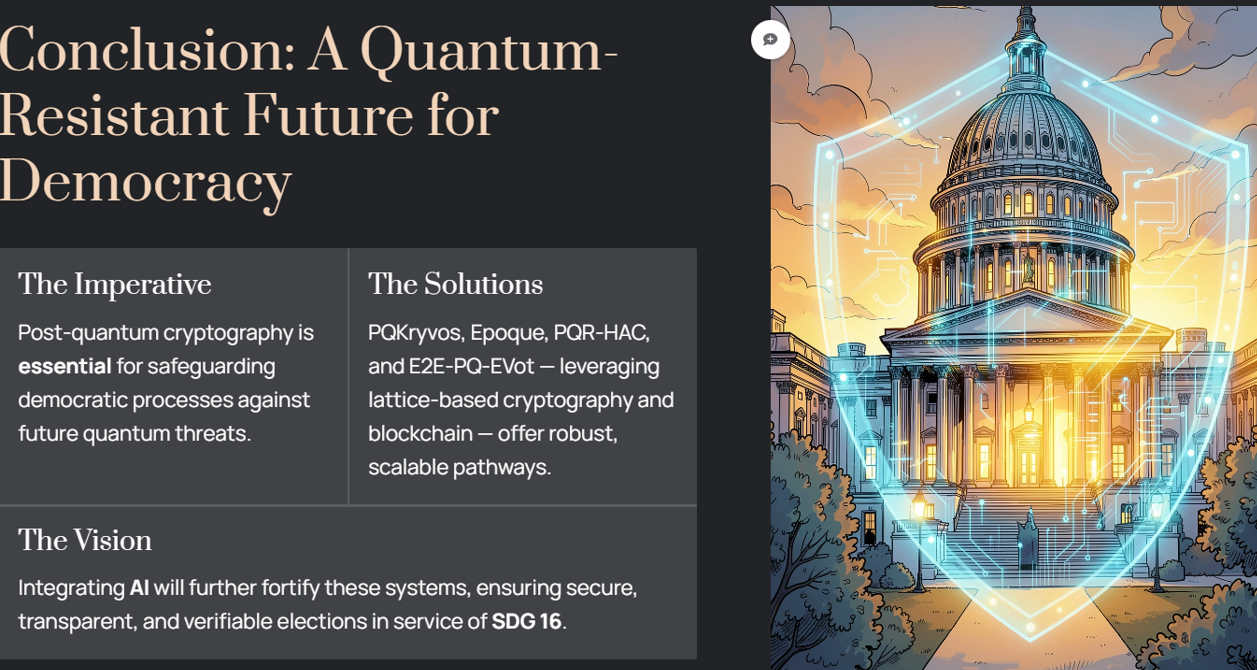 Conclusion: A Quantum-
Resistant Future for
Democracy
The Imperative
Post-quantum cryptography is
essential for safeguarding
democratic processes against
future quantum threats.
The Solutions
PQKryvos, Epoque, PQR-HAC,
and E2E-PQ-EVot — leveraging
lattice-based cryptography and
blockchain — offer robust,
scalable pathways.
The Vision
Integrating AI will further fortify these systems, ensuring secure,
transparent, and verifiable elections in service of SDG 16.